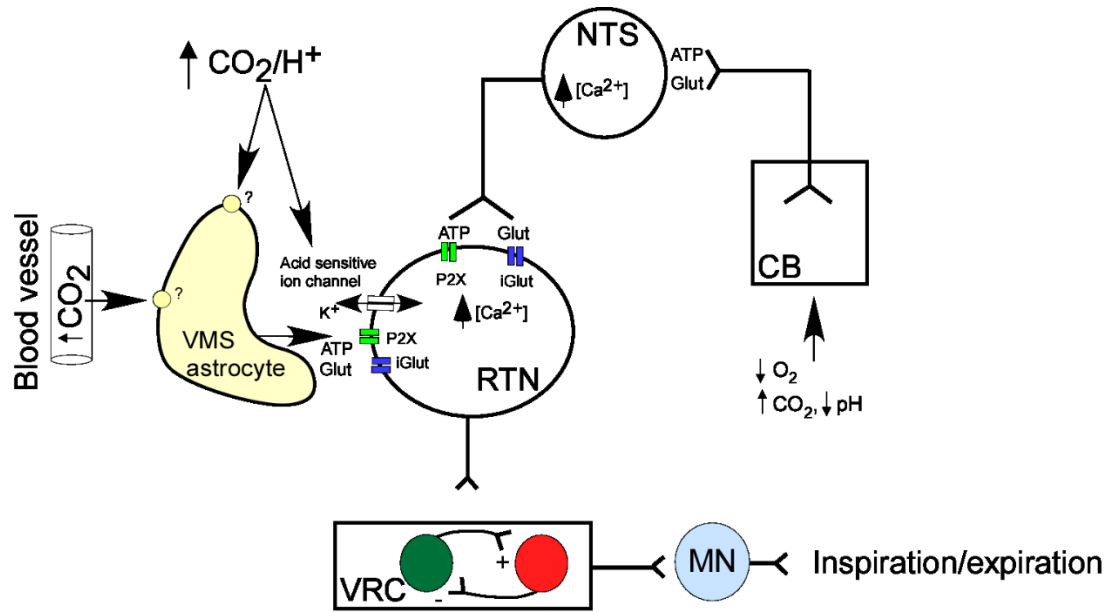 ↑ CO2/H+
NTS
ATP
Glut
↑ [Ca2+]
Blood vessel
↑CO2
?
?
Acid sensitive
ion channel
K+
VMS
astrocyte
ATP
Glut
P2X
iGlut
ATP
Glut
P2X
iGlut
↑ [Ca2+]
RTN
CB
↓ O2
↑ CO2, ↓ pH
VRC
+
-
MN
Inspiration/expiration